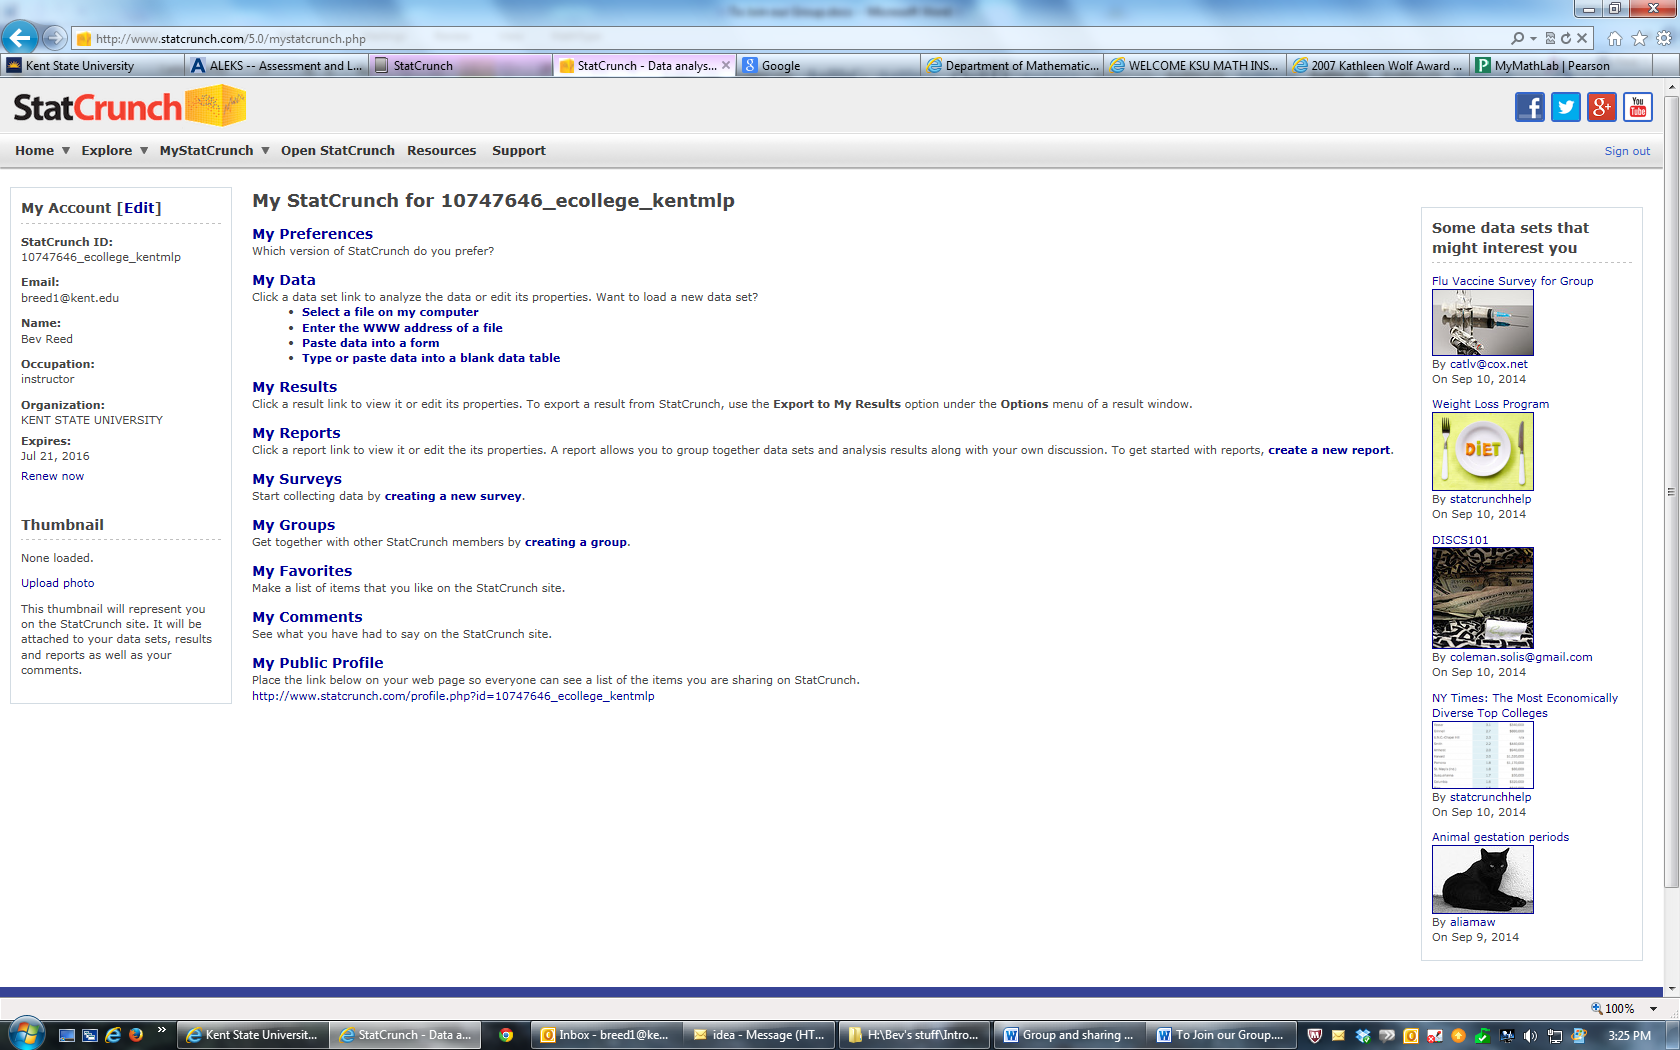 http://www.statcrunch.com/5.0/mystatcrunch.php
Kent State University
ALEKS -- Assessment and L...
StatCrunch
StatCrunch - Data analys...
Google
Department of Mathematic...
WELCOME KSU MATH INS...
2007 Kathleen Wolf Award ...
MyMathLab | Pearson
StatCrunch
You Tube
Home Explore MyStatCrunch Open StatCrunch Resources Support
Sign out
My Account [Edit]
StatCrunch ID:
10747646_ecollege_kentmlp
Email:
breed1@kent.edu
Name:
Bev Reed
Occupation:
instructor
Organization:
KENT STATE UNIVERSITY
Expires:
Jul 21, 2016
Renew now
Thumbnail
None loaded.
Upload photo
This thumbnail will represent you
on the StatCrunch site. It will be
attached to your data sets, results
and reports as well as your
comments.
My StatCrunch for 10747646_ecollege_kentmlp
My Preferences
Which version of StatCrunch do you prefer?
My Data
Click a data set link to analyze the data or edit its properties. Want to load a new data set?
• Select a file on my computer
• Enter the WWW address of a file
• Paste data into a form
• Type or paste data into a blank data table
My Results
Click a result link to view it or edit its properties. To export a result from StatCrunch, use the Export to My Results option under the Options menu of a result window.
My Reports
Click a report link to view it or edit the its properties. A report allows you to group together data sets and analysis results along with your own discussion. To get started with reports, create a new report.
My Surveys
Start collecting data by creating a new survey.
My Groups
Get together with other StatCrunch members by creating a group.
My Favorites
Make a list of items that you like on the StatCrunch site.
My Comments
See what you have had to say on the StatCrunch site.
My Public Profile
Place the link below on your web page so everyone can see a list of the items you are sharing on StatCrunch.
http://www.statcrunch.com/profile.php?id=10747646_ecollege_kentmlp
Some data sets that
might interest you
Flu Vaccine Survey for Group
By catlv@cox.net
On Sep 10, 2014
Weight Loss Program
DiET
By statcrunchhelp
On Sep 10, 2014
DISCS101
By coleman.solis@gmail.com
On Sep 10, 2014
NY Times: The Most Economically
Diverse Top Colleges
By statcrunchhelp
On Sep 10, 2014
Animal gestation periods
By aliamaw
On Sep 9, 2014
100%
Kent State Universit...
StatCrunch - Data a...
Inbox - breed1@ke...
idea - Message (HT...
H:\Bev's stuff\Intro...
Group and sharing ...
To Join our Group....
3:25 PM